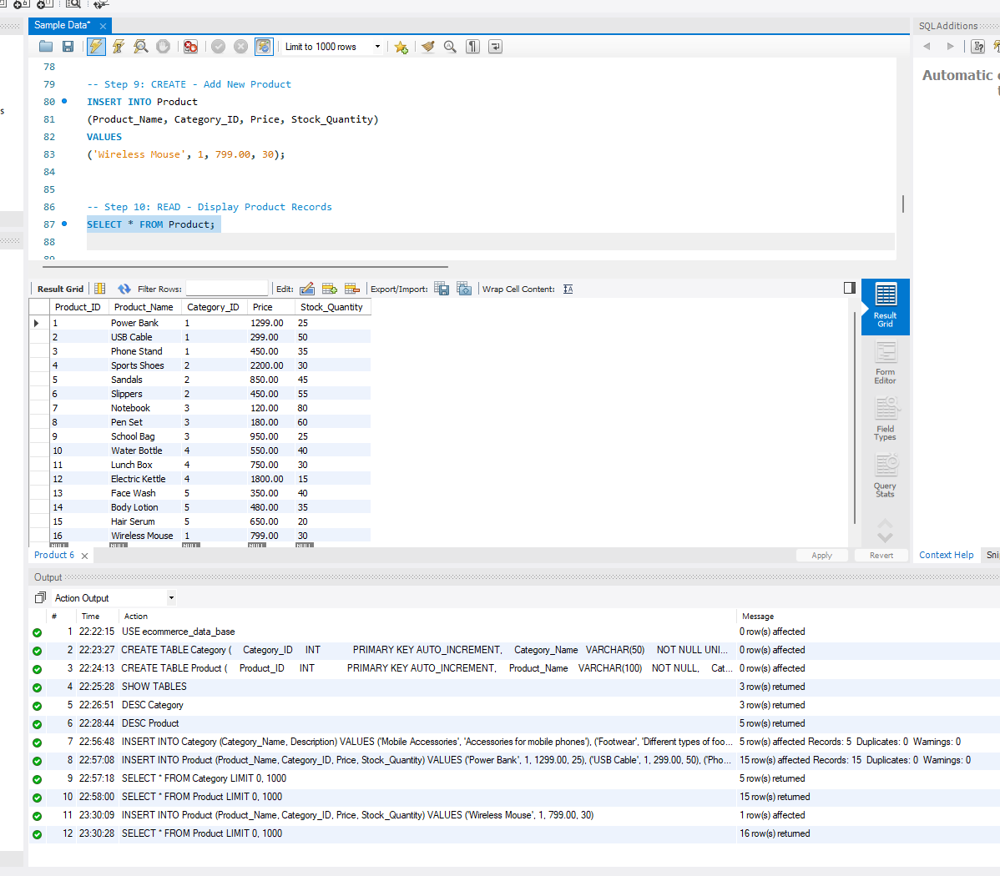 Sample Data*
SQLAdditions
Limit to 1000 rows
Automatic
78
79 -- Step 9: CREATE - Add New Product
80 INSERT INTO Product
81 (Product_Name, Category_ID, Price, Stock_Quantity)
82 VALUES
83 ('Wireless Mouse', 1, 799.00, 30);
84
85
86 -- Step 10: READ - Display Product Records
87 SELECT * FROM Product;
88
89
Result Grid Filter Rows: Edit: Export/Import: Wrap Cell Content:
Product_ID Product_Name Category_ID Price Stock_Quantity
1 Power Bank 1 1299.00 25
2 USB Cable 1 299.00 50
3 Phone Stand 1 450.00 35
4 Sports Shoes 2 2200.00 30
5 Sandals 2 850.00 45
6 Slippers 2 450.00 55
7 Notebook 3 120.00 80
8 Pen Set 3 180.00 60
9 School Bag 3 950.00 25
10 Water Bottle 4 550.00 40
11 Lunch Box 4 750.00 30
12 Electric Kettle 4 1800.00 15
13 Face Wash 5 350.00 40
14 Body Lotion 5 480.00 35
15 Hair Serum 5 650.00 20
16 Wireless Mouse 1 799.00 30
NULL NULL NULL NULL NULL
Result
Grid
Form
Editor
Field
Types
Query
Stats
Product 6
Apply
Revert
Context Help
Sni
Output
Action Output
# Time Action Message
1 22:22:15 USE ecommerce_data_base 0 row(s) affected
2 22:23:27 CREATE TABLE Category ( Category_ID INT PRIMARY KEY AUTO_INCREMENT, Category_Name VARCHAR(50) NOT NULL UNI... 0 row(s) affected
3 22:24:13 CREATE TABLE Product ( Product_ID INT PRIMARY KEY AUTO_INCREMENT, Product_Name VARCHAR(100) NOT NULL, Cat... 0 row(s) affected
4 22:25:28 SHOW TABLES 3 row(s) returned
5 22:26:51 DESC Category 3 row(s) returned
6 22:28:44 DESC Product 5 row(s) returned
7 22:56:48 INSERT INTO Category (Category_Name, Description) VALUES ('Mobile Accessories', 'Accessories for mobile phones'), ('Footwear', 'Different types of foo... 5 row(s) affected Records: 5 Duplicates: 0 Warnings: 0
8 22:57:08 INSERT INTO Product (Product_Name, Category_ID, Price, Stock_Quantity) VALUES ('Power Bank', 1, 1299.00, 25), ('USB Cable', 1, 299.00, 50), ('Pho... 15 row(s) affected Records: 15 Duplicates: 0 Warnings: 0
9 22:57:18 SELECT * FROM Category LIMIT 0, 1000 5 row(s) returned
10 22:58:00 SELECT * FROM Product LIMIT 0, 1000 15 row(s) returned
11 23:30:09 INSERT INTO Product (Product_Name, Category_ID, Price, Stock_Quantity) VALUES ('Wireless Mouse', 1, 799.00, 30) 1 row(s) affected
12 23:30:28 SELECT * FROM Product LIMIT 0, 1000 16 row(s) returned